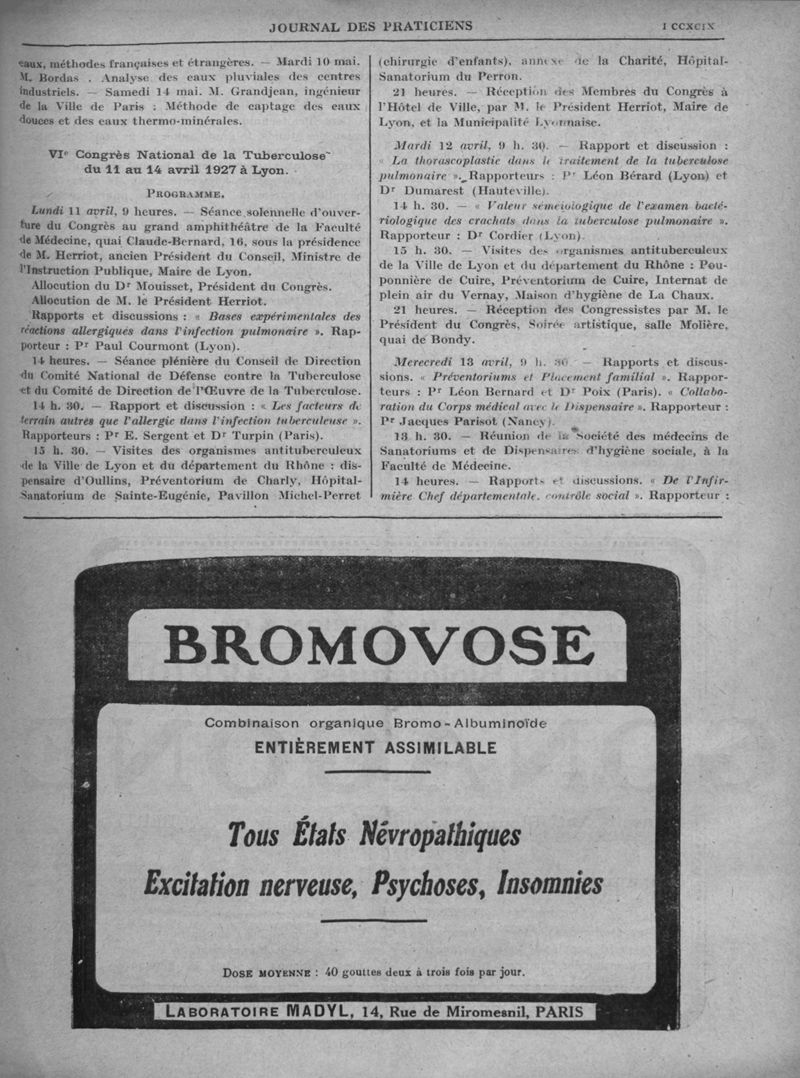 JOURNAL DES PRATICIENS
I CCXCIX
eaux, méthodes françaises et étrangères. — Mardi 10 mai.
M. Bordas . Analyse des eaux pluviales des centres
industriels. — Samedi 14 mai. M. Grandjean, ingénieur
de la Ville de Paris : Méthode de captage des eaux
douces et des eaux thermo-minérales.
VIe Congrès National de la Tuberculose
du 11 au 14 avril 1927 à Lyon.
PROGRAMME.
Lundi 11 avril, 9 heures. — Séance solennelle d'ouver-
ture du Congrès au grand amphithéâtre de la Faculté
de Médecine, quai Claude-Bernard, 16, sous la présidence
de M. Herriot, ancien Président du Conseil, Ministre de
l'Instruction Publique, Maire de Lyon.
Allocution du Dr Mouisset, Président du Congrès.
Allocution de M. le Président Herriot.
Rapports et discussions : « Bases expérimentales des
réactions allergiques dans l'infection pulmonaire ». Rap-
porteur : Pr Paul Courmont (Lyon).
14 heures. — Séance plénière du Conseil de Direction
du Comité National de Défense contre la Tuberculose
et du Comité de Direction de l'Œuvre de la Tuberculose.
14 h. 30. — Rapport et discussion : « Les facteurs de
terrain autres que l'allergie dans l'infection tuberculeuse ».
Rapporteurs : Pr E. Sergent et Dr Turpin (Paris).
15 h. 30. — Visites des organismes antituberculeux
de la Ville de Lyon et du département du Rhône : dis-
pensaire d'Oullins, Préventorium de Charly, Hôpital-
Sanatorium de Sainte-Eugénie, Pavillon Michel-Perret
(chirurgie d'enfants), annexe de la Charité, Hôpital-
Sanatorium du Perron.
21 heures. — Réception des Membres du Congrès à
l'Hôtel de Ville, par M. le Président Herriot, Maire de
Lyon, et la Municipalité Lyonnaise.
Mardi 12 avril, 9 h. 30. — Rapport et discussion :
« La thorascoplastie dans le traitement de la tuberculose
pulmonaire ». Rapporteurs : Pr Léon Bérard (Lyon) et
Dr Dumarest (Hauteville).
14 h. 30. — « Valeur séméiologique de l'examen bacté-
riologique des crachats dans la tuberculose pulmonaire ».
Rapporteur : Dr Cordier (Lyon).
15 h. 30. — Visites des organismes antituberculeux
de la Ville de Lyon et du département du Rhône : Pou-
ponnière de Cuire, Préventorium de Cuire, Internat de
plein air du Vernay, Maison d'hygiène de La Chaux.
21 heures. — Réception des Congressistes par M. le
Président du Congrès, Soirée artistique, salle Molière,
quai de Bondy.
Merecredi 13 avril, 9 h. 30 — Rapports et discus-
sions. « Préventoriums et Placement familial ». Rappor-
teurs : Pr Léon Bernard et Dr Poix (Paris). « Collabo-
ration du Corps médical avec le Dispensaire ». Rapporteur :
Pr Jacques Parisot (Nancy).
13 h. 30. — Réunion de la Société des médecins de
Sanatoriums et de Dispensaires d'hygiène sociale, à la
Faculté de Médecine.
14 heures. — Rapports et discussions. « De l'Infir-
mière Chef départementale, contrôle social ». Rapporteur :
BROMOVOSE
Combinaison organique Bromo-Albuminoïde
ENTIÈREMENT ASSIMILABLE
Tous États Névropathiques
Excitation nerveuse, Psychoses, Insomnies
DOSE MOYENNE : 40 gouttes deux à trois fois par jour.
LABORATOIRE MADYL, 14, Rue de Miromesnil, PARIS